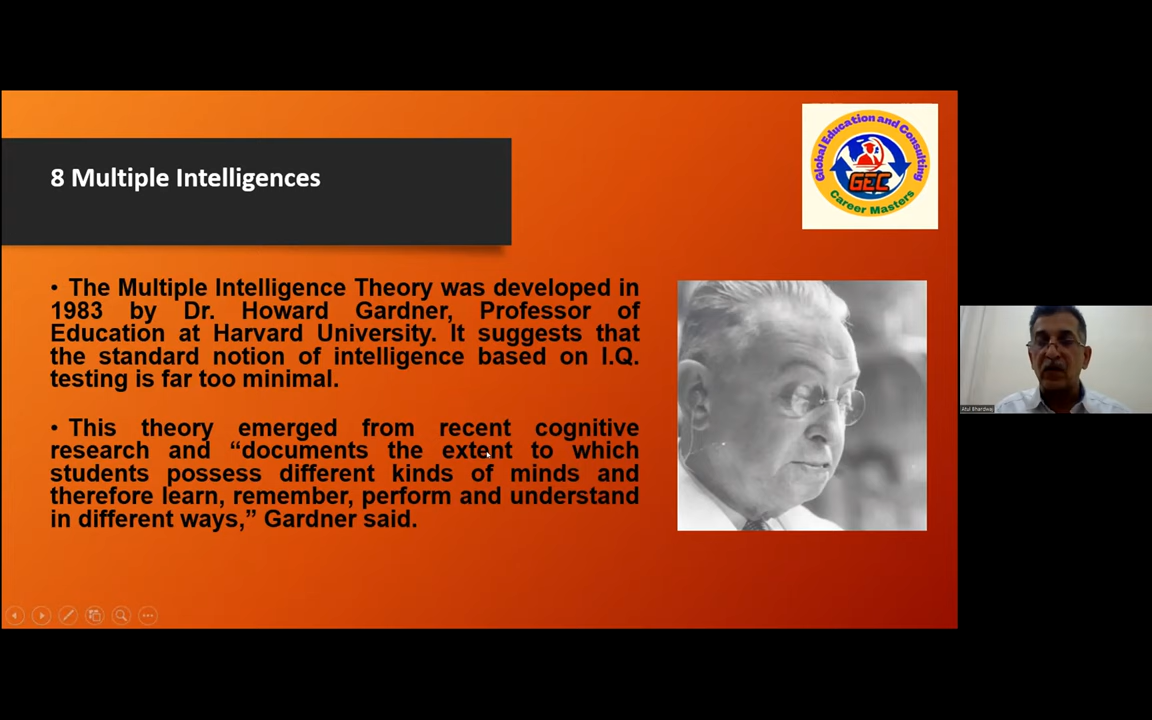 8 Multiple Intelligences
Global Education and Consulting
GEC
Career Masters
• The Multiple Intelligence Theory was developed in
1983 by Dr. Howard Gardner, Professor of
Education at Harvard University. It suggests that
the standard notion of intelligence based on I.Q.
testing is far too minimal.
• This theory emerged from recent cognitive
research and “documents the extent to which
students possess different kinds of minds and
therefore learn, remember, perform and understand
in different ways,” Gardner said.
Atul Bhardwaj